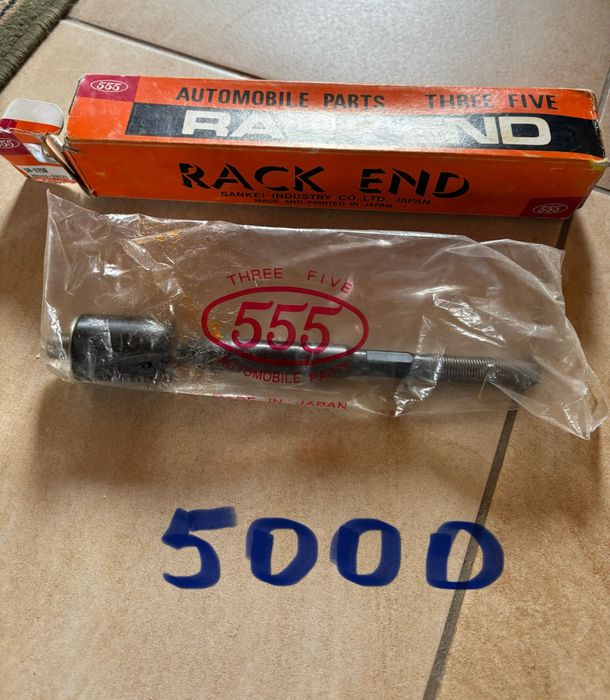 555
AUTOMOBILE PARTS THREE FIVE
RACK END
555
RACK END
SANKEI INDUSTRY CO., LTD. JAPAN
MADE AND PRINTED IN JAPAN
555
THREE FIVE
555
AUTOMOBILE PARTS
MADE IN JAPAN
5000